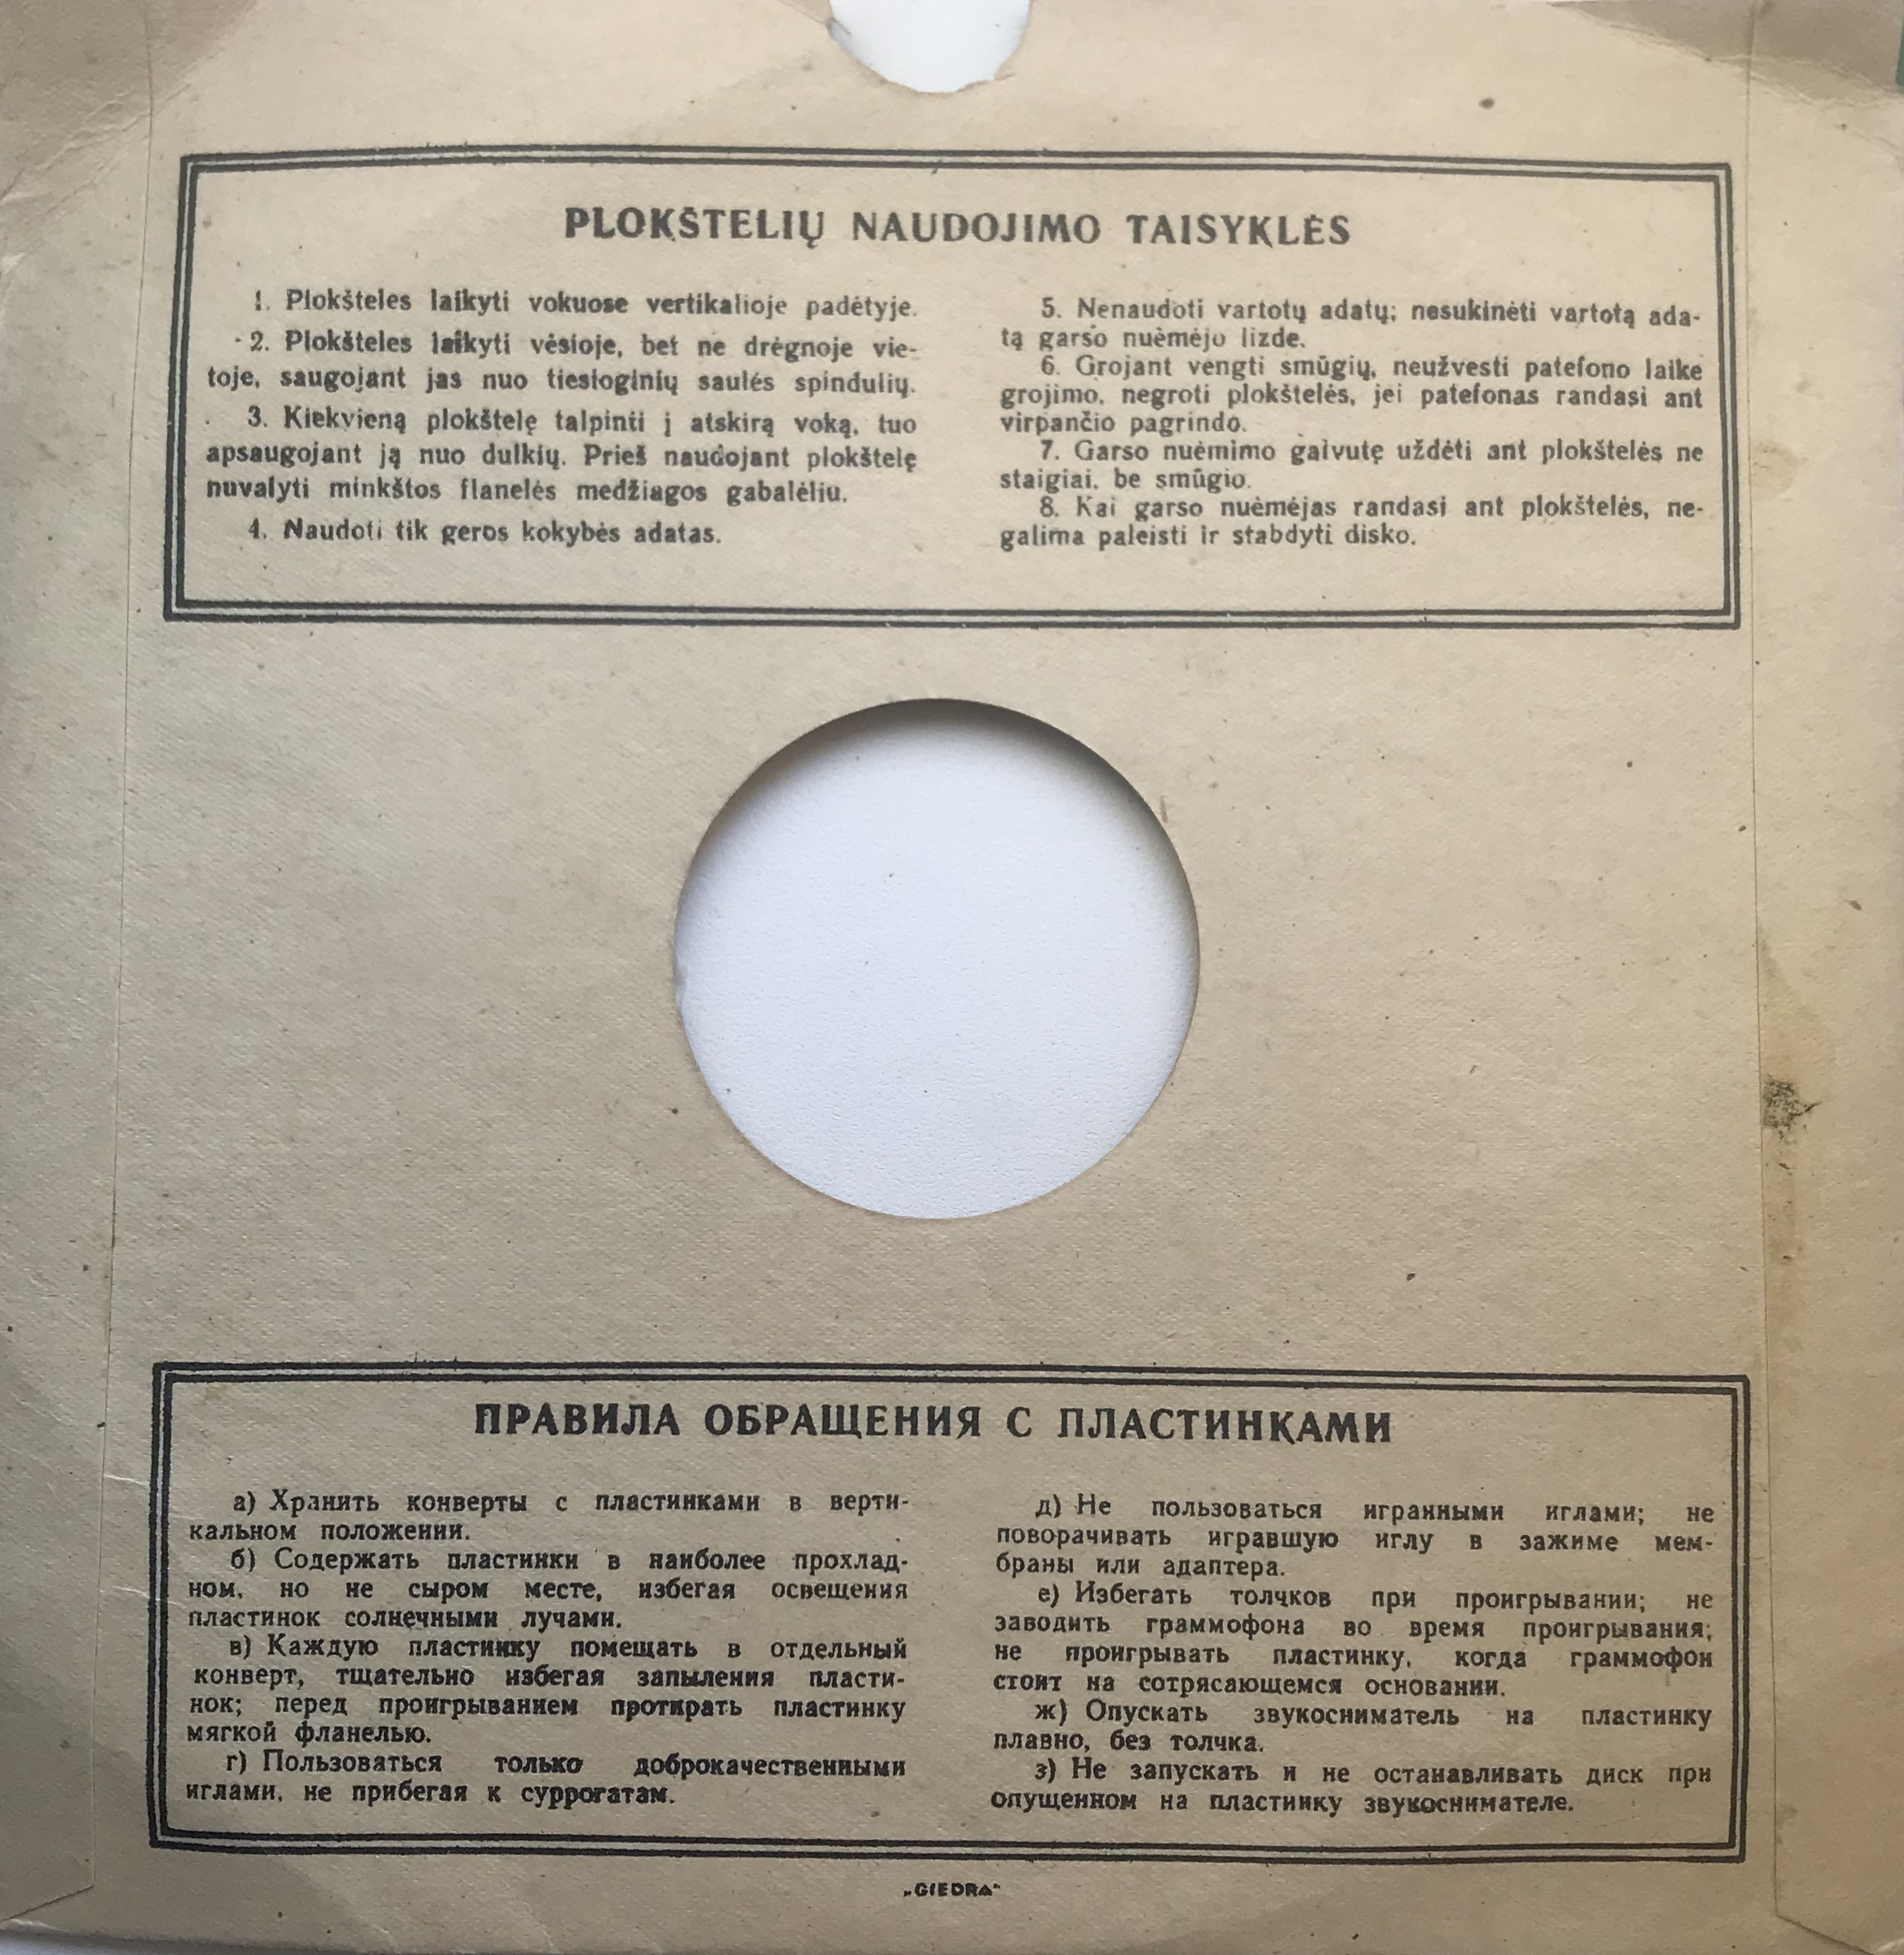 PLOKŠTELIŲ NAUDOJIMO TAISYKLĖS
1. Plokšteles laikyti vokuose vertikalioje padėtyje.
2. Plokšteles laikyti vėsioje, bet ne drėgnoje vie-
toje, saugojant jas nuo tiesioginių saulės spindulių.
3. Kiekvieną plokštelę talpinti į atskirą voką, tuo
apsaugojant ją nuo dulkių. Prieš naudojant plokštelę
nuvalyti minkštos flanelės medžiagos gabalėliu.
4. Naudoti tik geros kokybės adatas.
5. Nenaudoti vartotų adatų; nesukinėti vartotą ada-
tą garso nuėmėjo lizde.
6. Grojant vengti smūgių, neužvesti patefono laike
grojimo, negroti plokštelės, jei patefonas randasi ant
virpančio pagrindo.
7. Garso nuėmimo galvutę uždėti ant plokštelės ne
staigiai, be smūgio.
8. Kai garso nuėmėjas randasi ant plokštelės, ne-
galima paleisti ir stabdyti disko.
ПРАВИЛА ОБРАЩЕНИЯ С ПЛАСТИНКАМИ
а) Хранить конверты с пластинками в верти-
кальном положении.
б) Содержать пластинки в наиболее прохлад-
ном, но не сыром месте, избегая освещения
пластинок солнечными лучами.
в) Каждую пластинку помещать в отдельный
конверт, тщательно избегая запыления пласти-
нок; перед проигрыванием протирать пластинку
мягкой фланелью.
г) Пользоваться только доброкачественными
иглами, не прибегая к суррогатам.
д) Не пользоваться игранными иглами; не
поворачивать игравшую иглу в зажиме мем-
браны или адаптера.
е) Избегать толчков при проигрывании; не
заводить граммофона во время проигрывания;
не проигрывать пластинку, когда граммофон
стоит на сотрясающемся основании.
ж) Опускать звукосниматель на пластинку
плавно, без толчка.
з) Не запускать и не останавливать диск при
опущенном на пластинку звукоснимателе.
„GIEDRA“